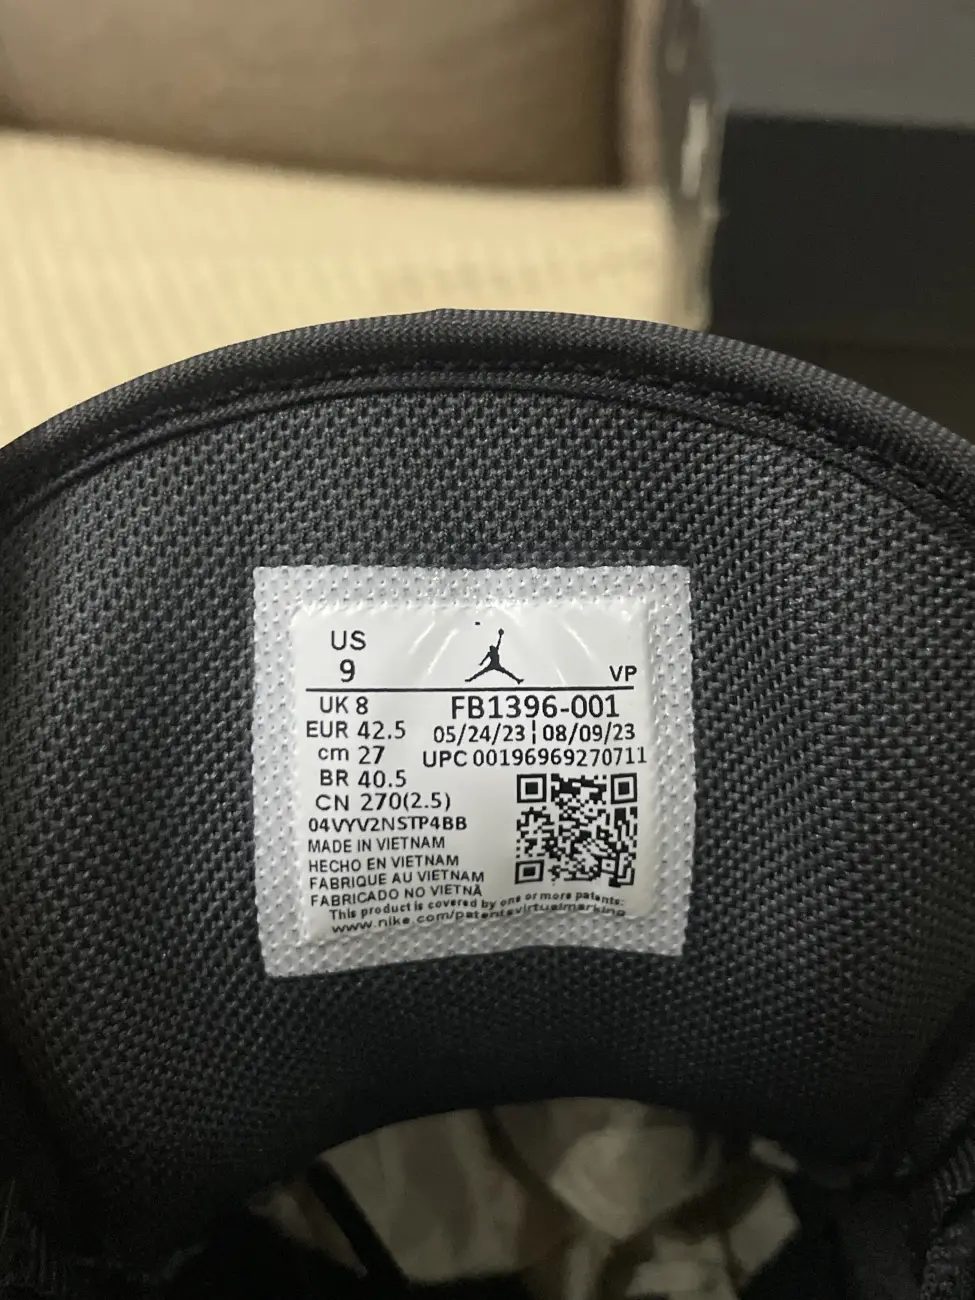 US
9
VP
UK 8
FB1396-001
EUR 42.5
05/24/23¦08/09/23
cm 27
UPC 00196969270711
BR 40.5
CN 270(2.5)
04VYV2NSTP4BB
MADE IN VIETNAM
HECHO EN VIETNAM
FABRIQUE AU VIETNAM
FABRICADO NO VIETNÃ
This product is covered by one or more patents:
www.nike.com/patentsvirtualmarking